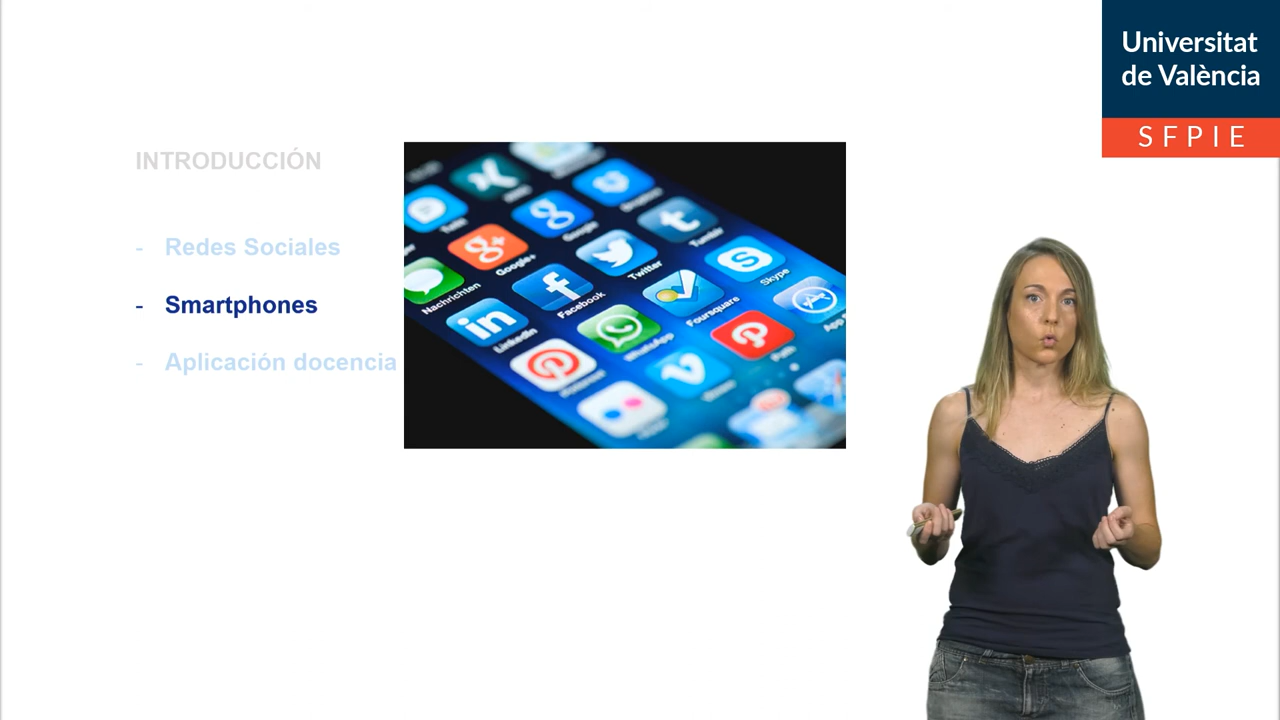 Universitat
de València
SFPIE
INTRODUCCIÓN
- Redes Sociales
- Smartphones
- Aplicación docencia
Google
Tumblr
Google+
Twitter
Skype
Nachrichten
Facebook
Foursquare
LinkedIn
WhatsApp
Path